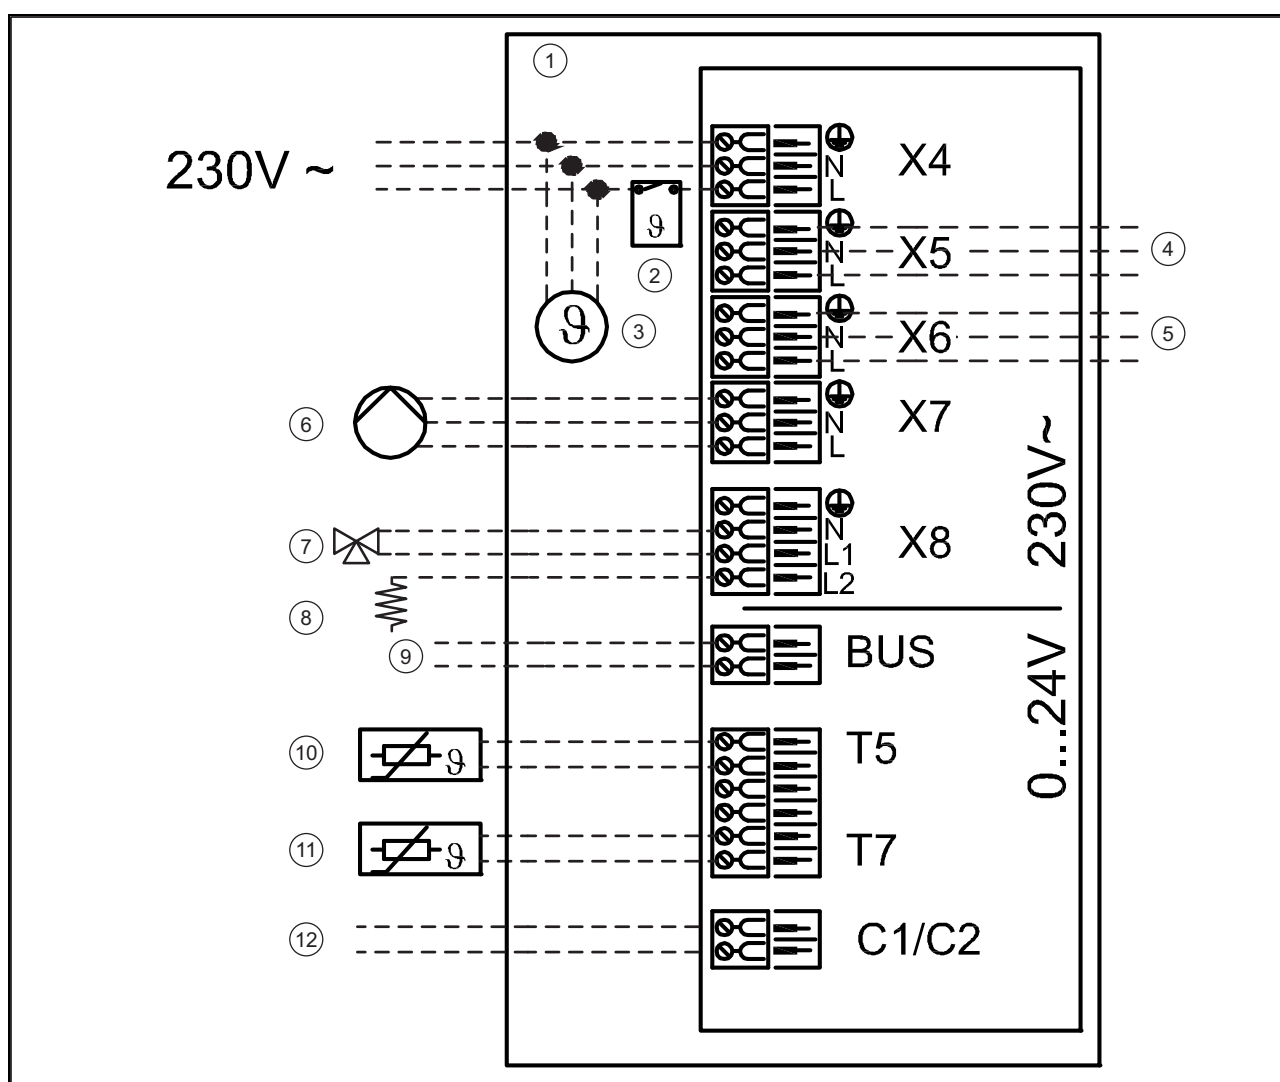 1
230V ~
N
L
X4
2
ϑ
N
L
X5
4
3
ϑ
N
L
X6
5
6
N
L
X7
230V~
7
N
L1
L2
X8
8
9
BUS
0...24V
10
ϑ
T5
11
ϑ
T7
12
C1/C2